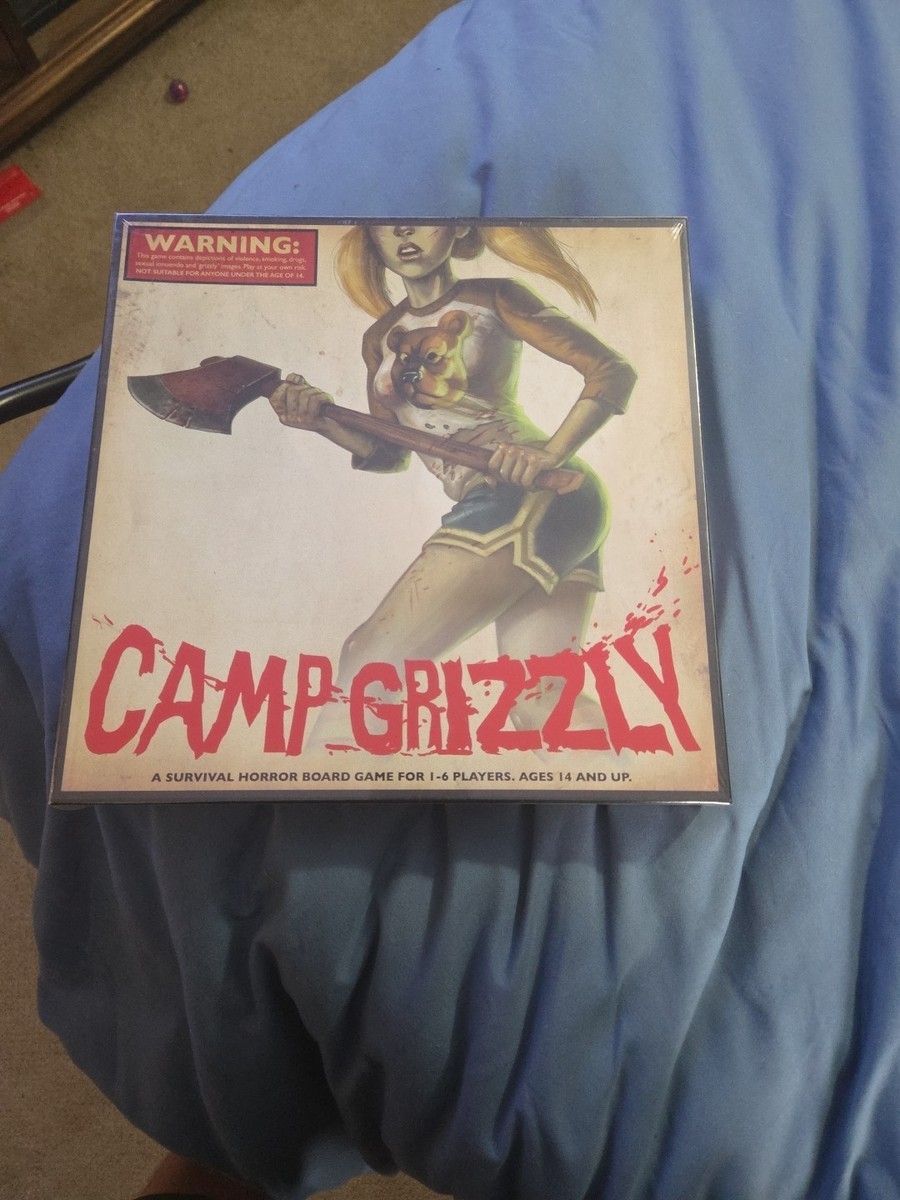 WARNING:
This game contains depictions of violence, smoking, drugs,
sexual innuendo and 'grizzly' images. Play at your own risk.
NOT SUITABLE FOR ANYONE UNDER THE AGE OF 14.
CAMP GRIZZLY
A SURVIVAL HORROR BOARD GAME FOR 1-6 PLAYERS. AGES 14 AND UP.